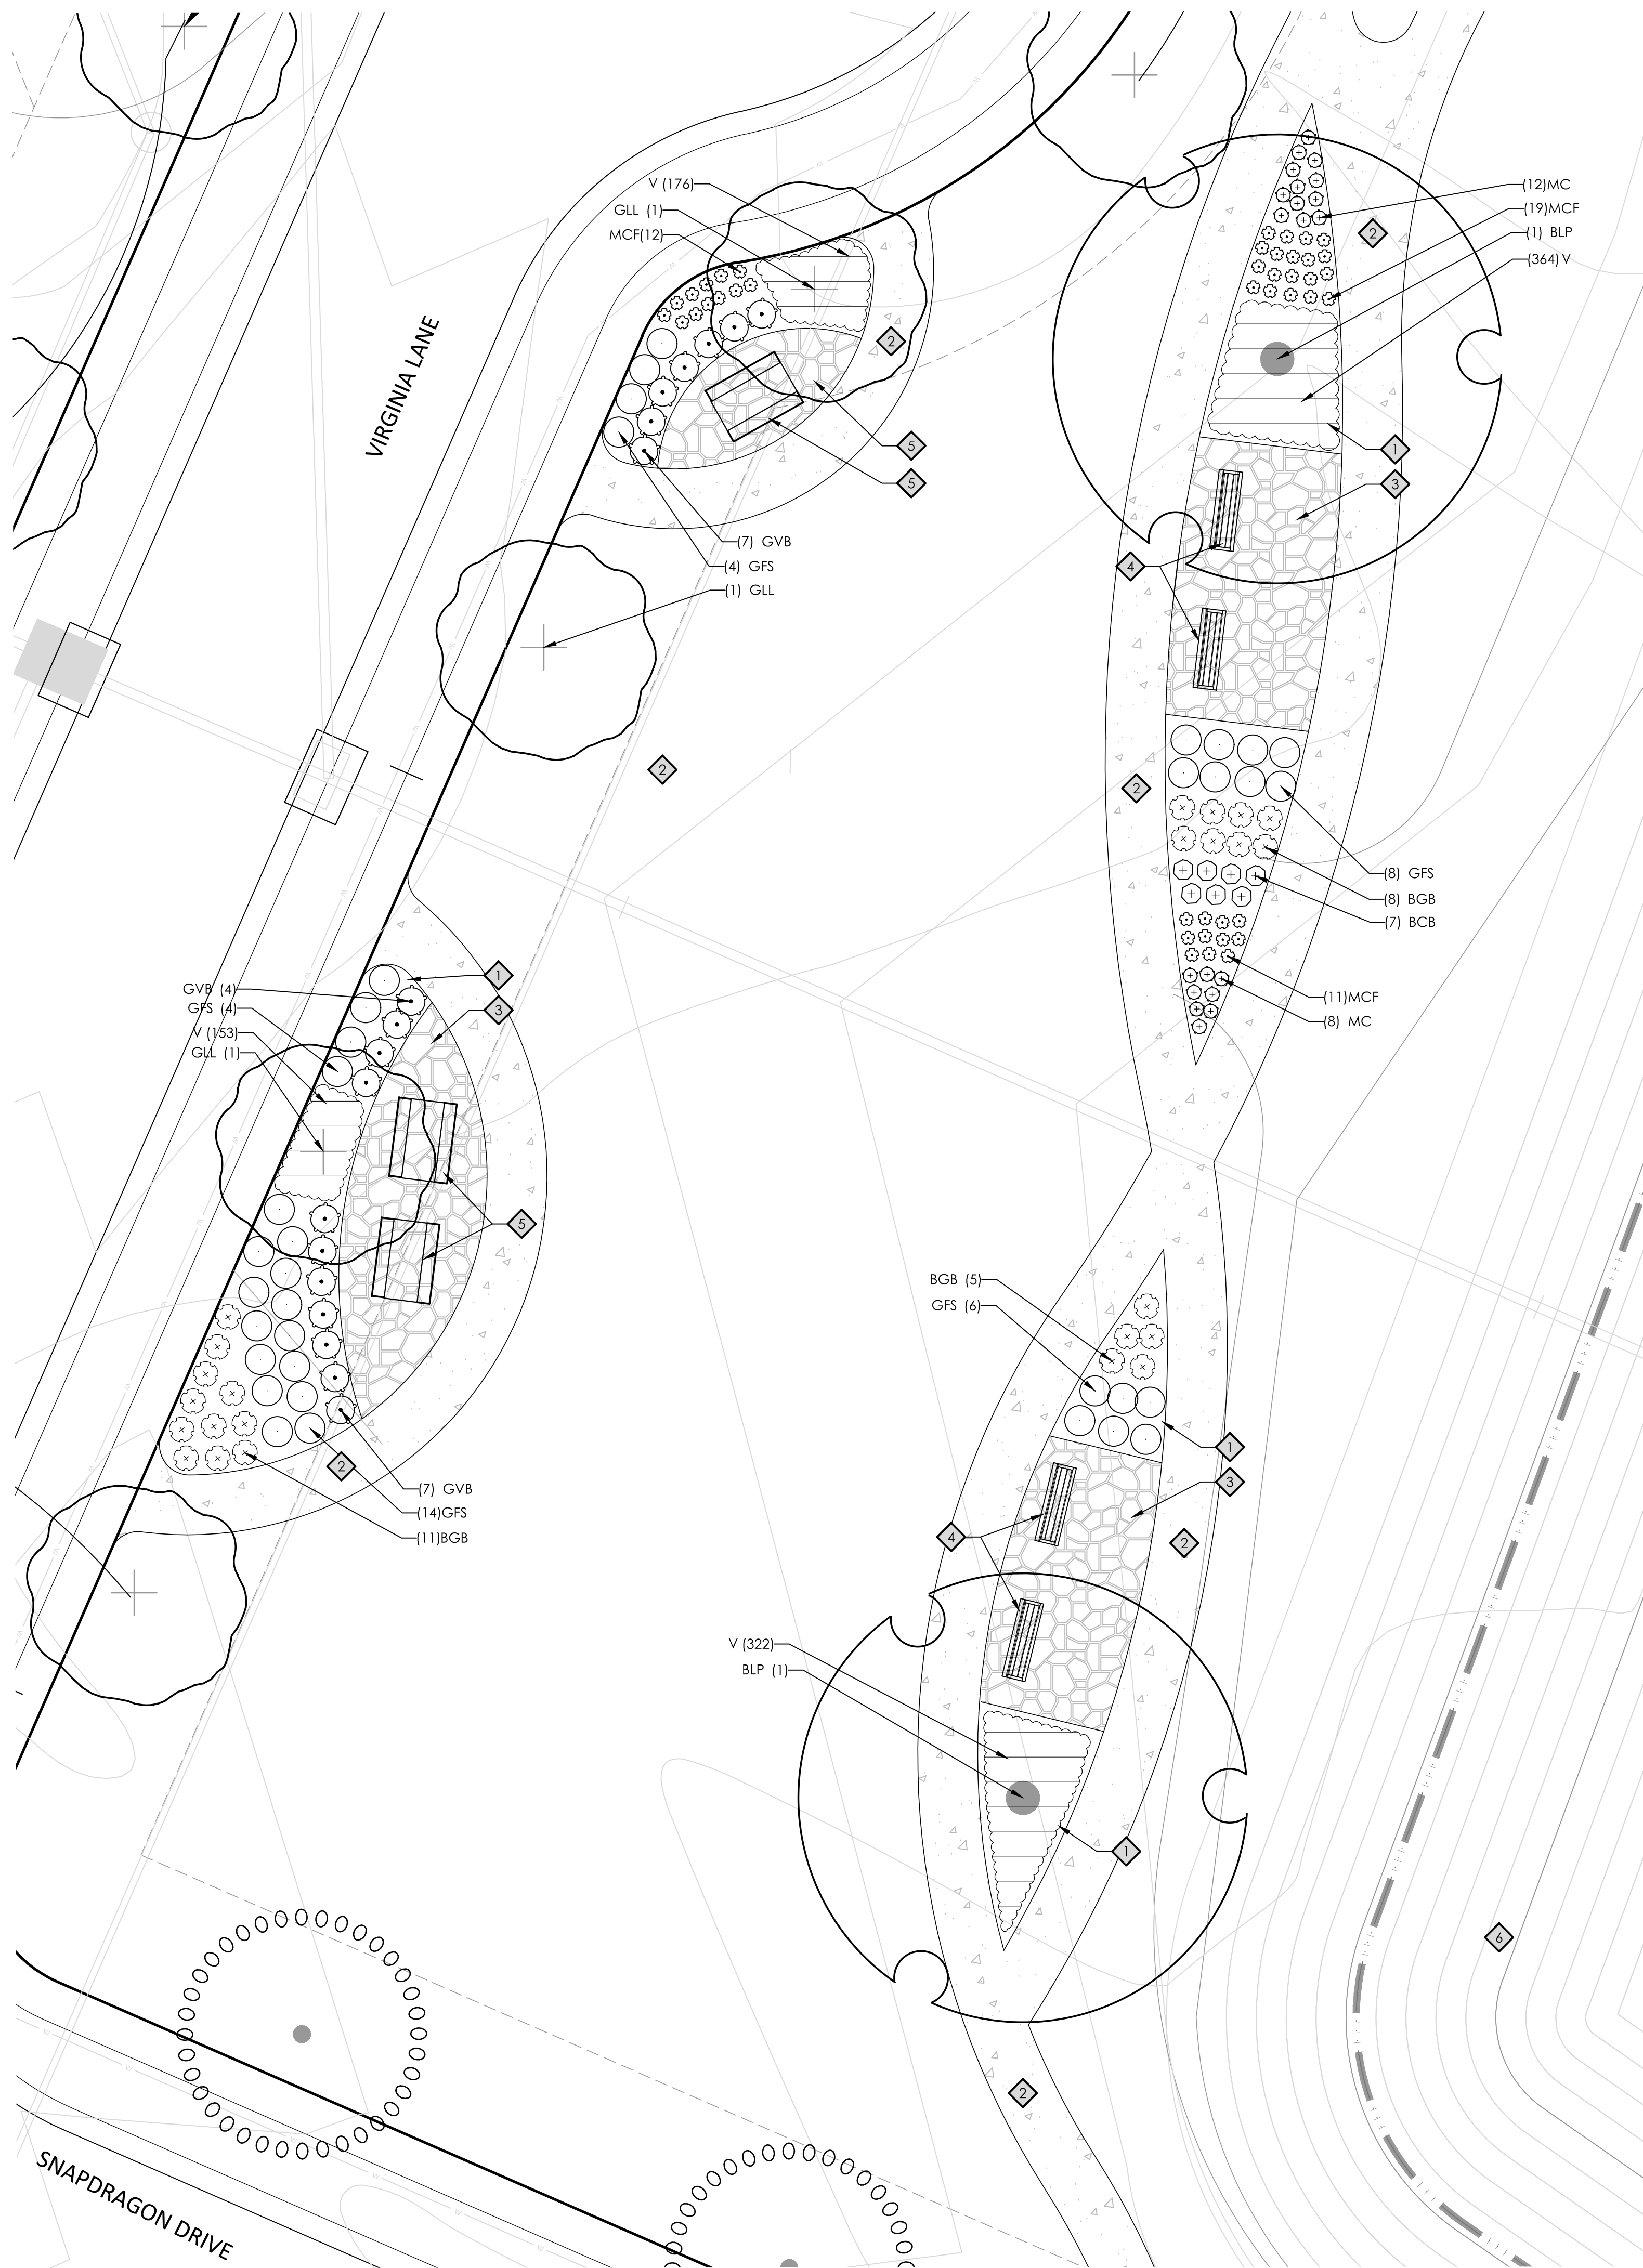 V (176)
GLL (1)
MCF(12)
(12)MC
(19)MCF
(1) BLP
(364)V
2
2
VIRGINIA LANE
5
1
5
3
(7) GVB
(4) GFS
(1) GLL
4
2
2
(8) GFS
(8) BGB
(7) BCB
GVB (4)
GFS (4)
V (153)
GLL (1)
1
3
(11)MCF
(8) MC
5
BGB (5)
GFS (6)
1
2
3
(7) GVB
(14)GFS
(11)BGB
4
2
V (322)
BLP (1)
1
6
2
SNAPDRAGON DRIVE